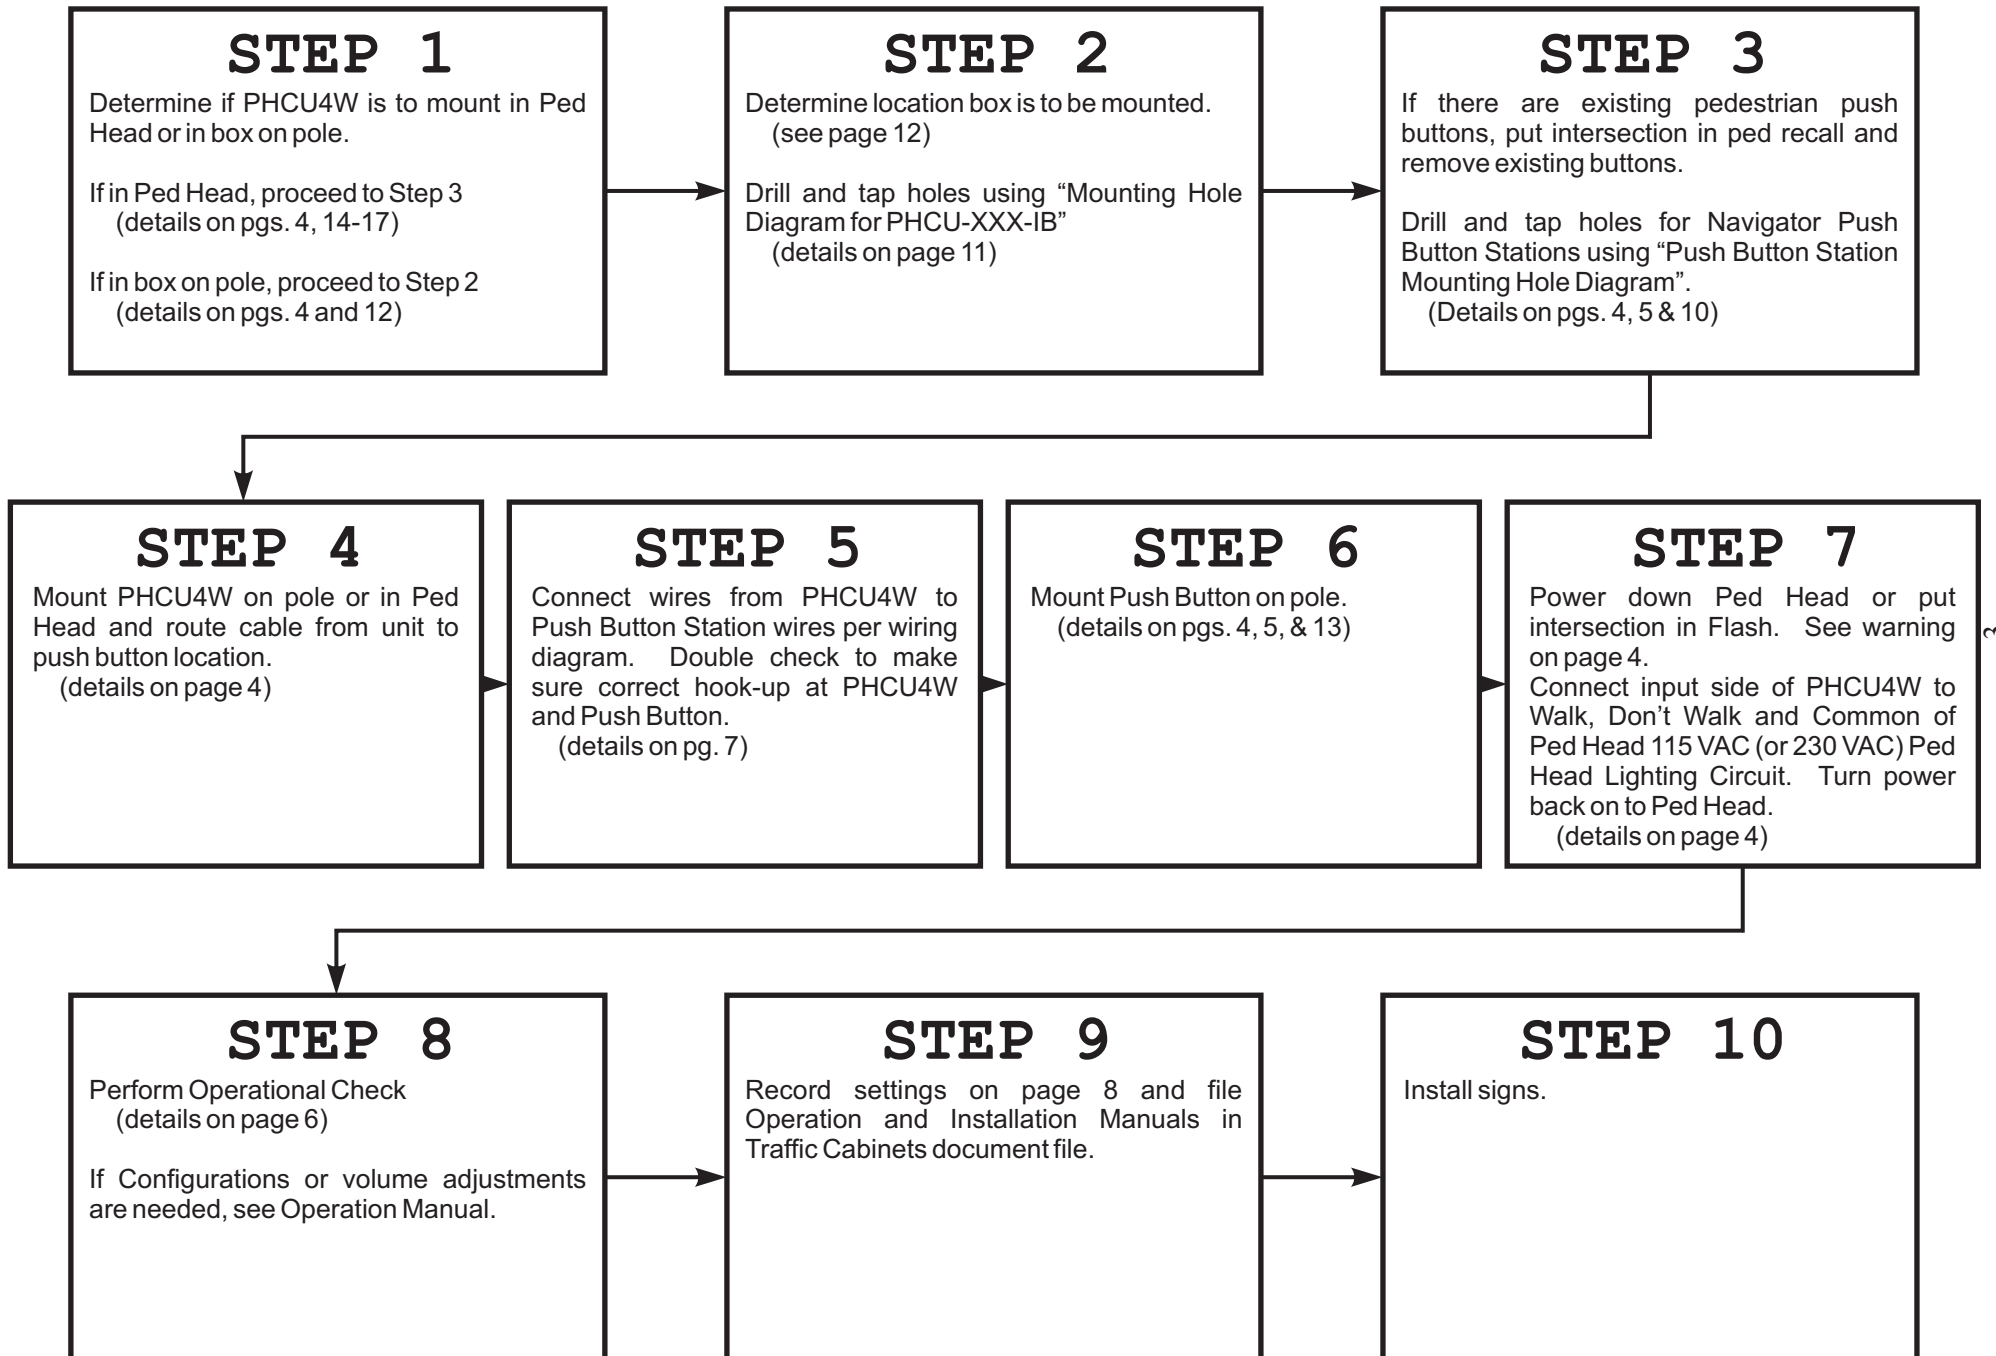 STEP 1
Determine if PHCU4W is to mount in Ped
Head or in box on pole.
If in Ped Head, proceed to Step 3
(details on pgs. 4, 14-17)
If in box on pole, proceed to Step 2
(details on pgs. 4 and 12)
STEP 2
Determine location box is to be mounted.
(see page 12)
Drill and tap holes using “Mounting Hole
Diagram for PHCU-XXX-IB”
(details on page 11)
STEP 3
If there are existing pedestrian push
buttons, put intersection in ped recall and
remove existing buttons.
Drill and tap holes for Navigator Push
Button Stations using “Push Button Station
Mounting Hole Diagram”.
(Details on pgs. 4, 5 & 10)
STEP 4
Mount PHCU4W on pole or in Ped
Head and route cable from unit to
push button location.
(details on page 4)
STEP 5
Connect wires from PHCU4W to
Push Button Station wires per wiring
diagram. Double check to make
sure correct hook-up at PHCU4W
and Push Button.
(details on pg. 7)
STEP 6
Mount Push Button on pole.
(details on pgs. 4, 5, & 13)
STEP 7
Power down Ped Head or put
intersection in Flash. See warning
on page 4.
Connect input side of PHCU4W to
Walk, Don’t Walk and Common of
Ped Head 115 VAC (or 230 VAC) Ped
Head Lighting Circuit. Turn power
back on to Ped Head.
(details on page 4)
STEP 8
Perform Operational Check
(details on page 6)
If Configurations or volume adjustments
are needed, see Operation Manual.
STEP 9
Record settings on page 8 and file
Operation and Installation Manuals in
Traffic Cabinets document file.
STEP 10
Install signs.